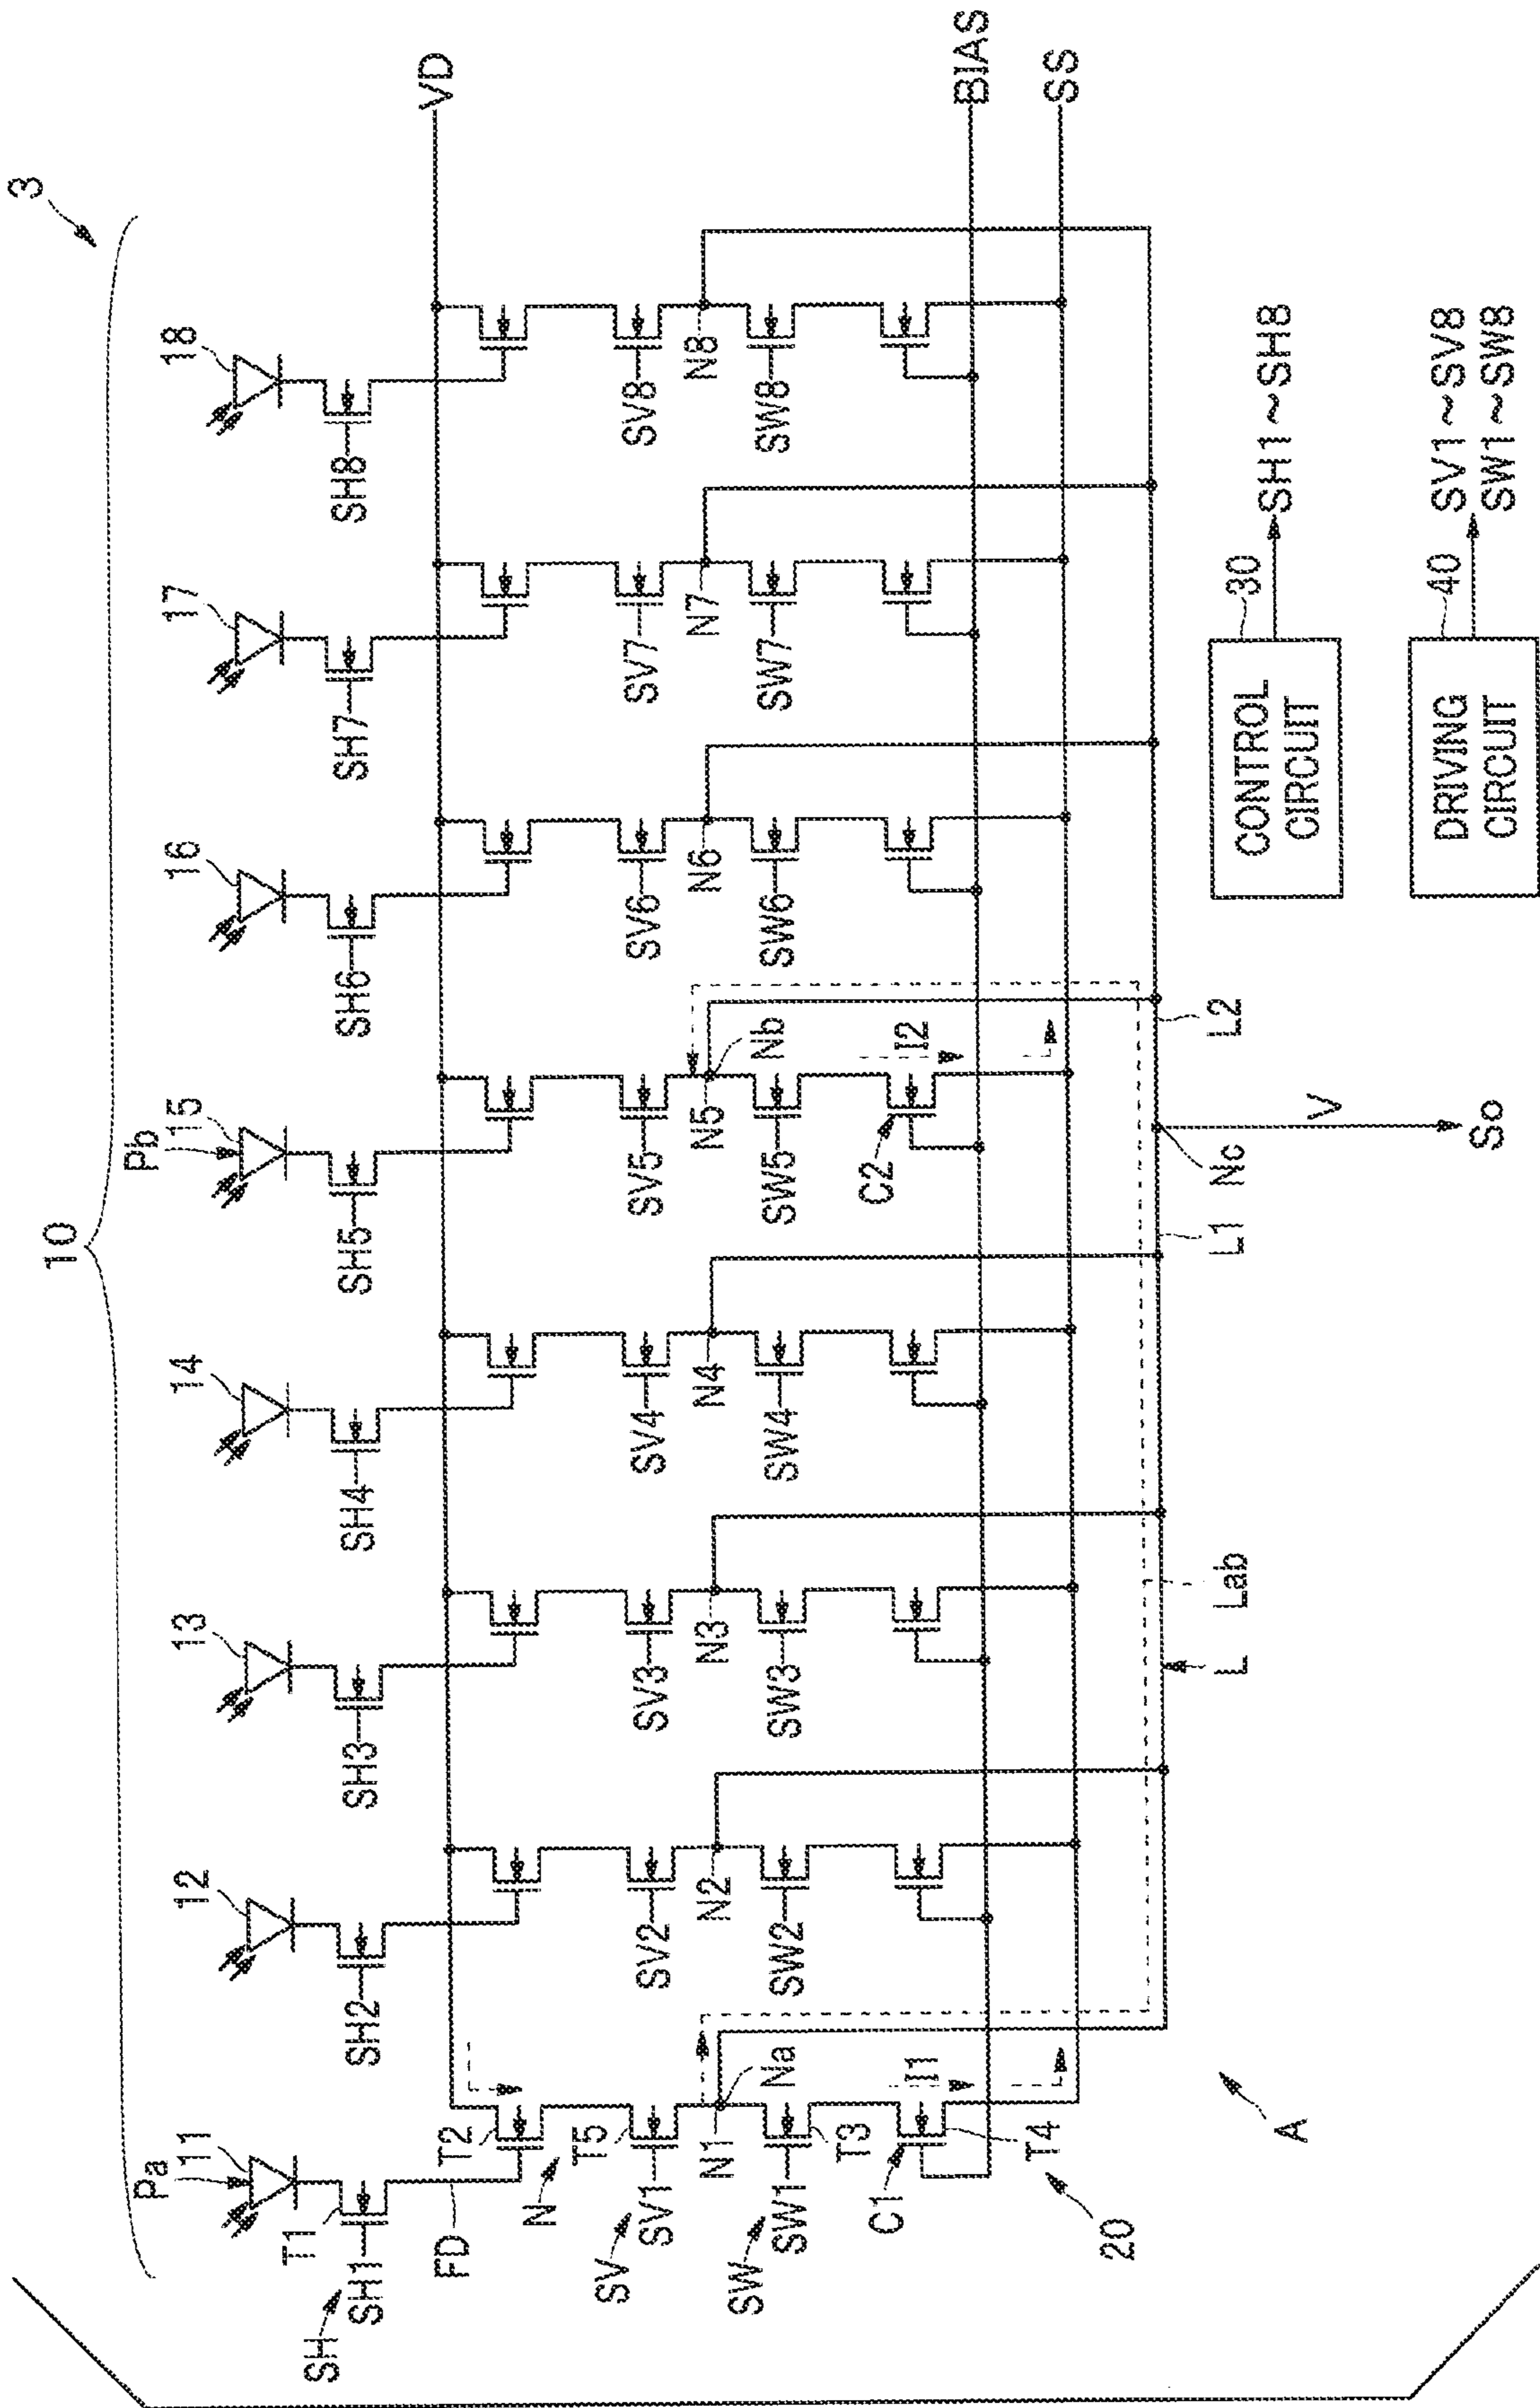 3
10
Pa
11
12
13
14
Pb
15
16
17
18
T1
SH
SH1
SH2
SH3
SH4
SH5
SH6
SH7
SH8
VD
FD
T2
N
T5
SV
SV1
SV2
SV3
SV4
SV5
SV6
SV7
SV8
N1
Na
N2
N3
N4
N5
Nb
N6
N7
N8
SW
SW1
SW2
SW3
SW4
SW5
SW6
SW7
SW8
T3
C1
I1
T4
C2
I2
BIAS
SS
20
A
L
Lab
L1
Nc
L2
V
So
CONTROL
CIRCUIT
30
SH1~SH8
DRIVING
CIRCUIT
40
SV1~SV8
SW1~SW8